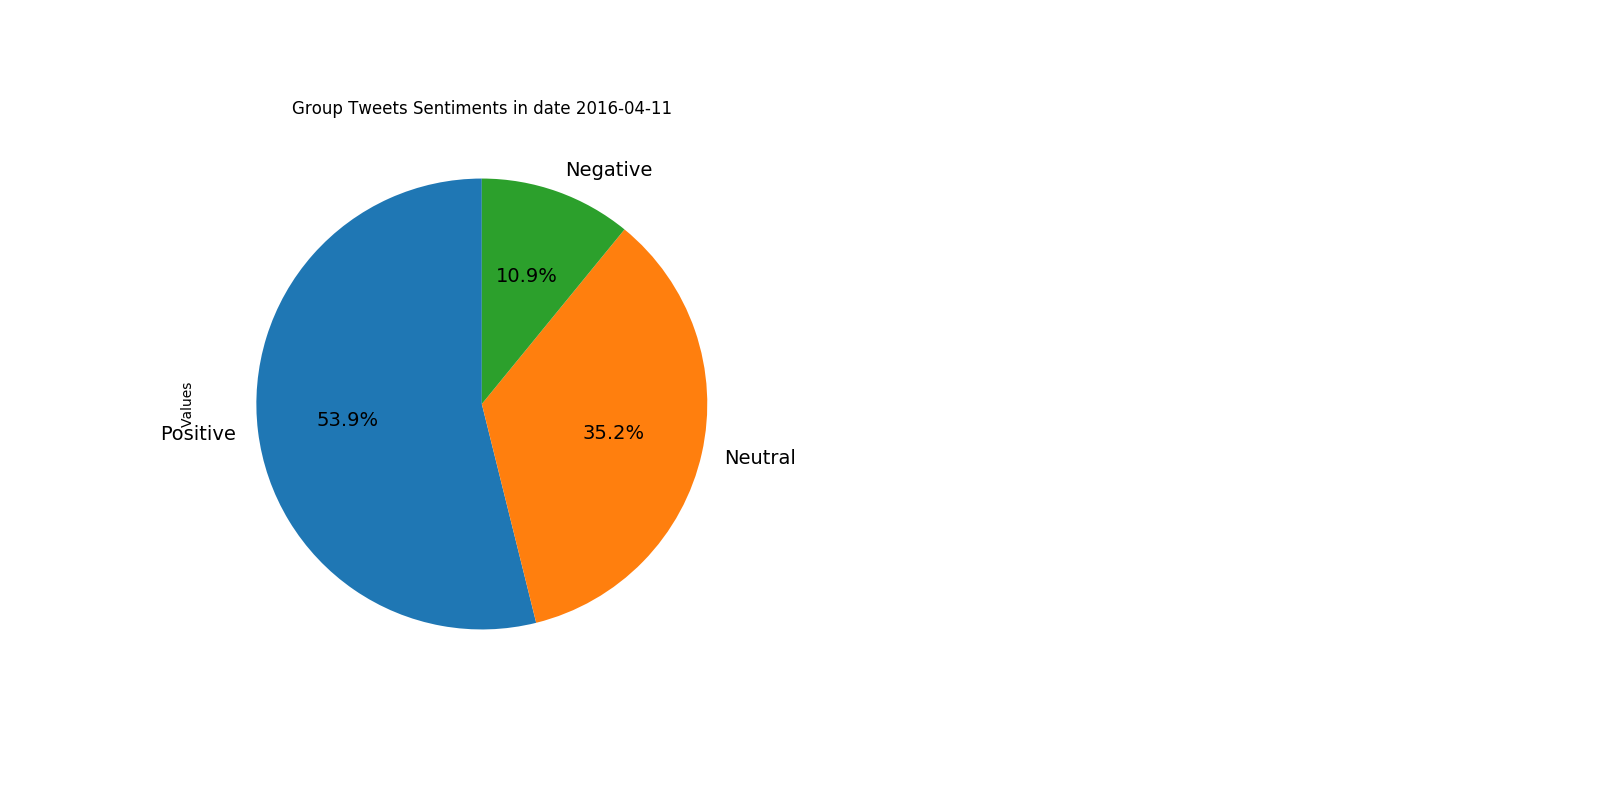 Group Tweets Sentiments in date 2016-04-11
Negative
10.9%
Values
53.9%
Positive
35.2%
Neutral